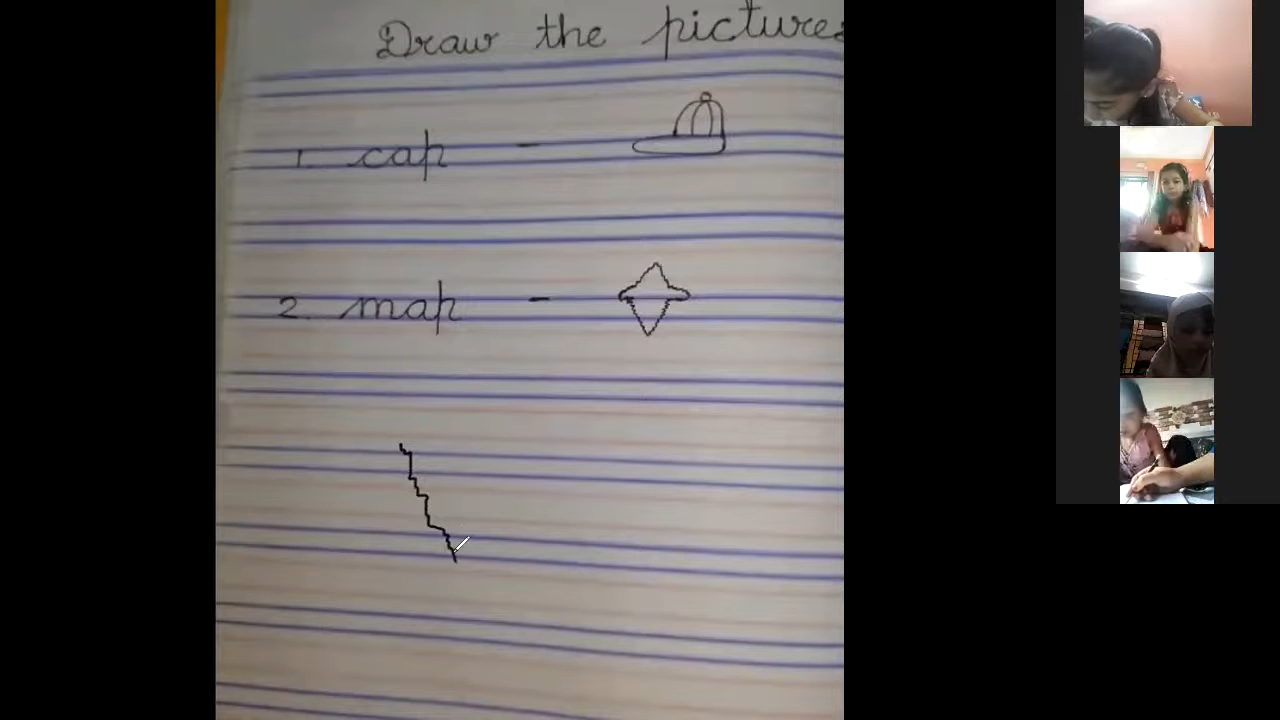 Draw the pictures
1. cap -
2. map -